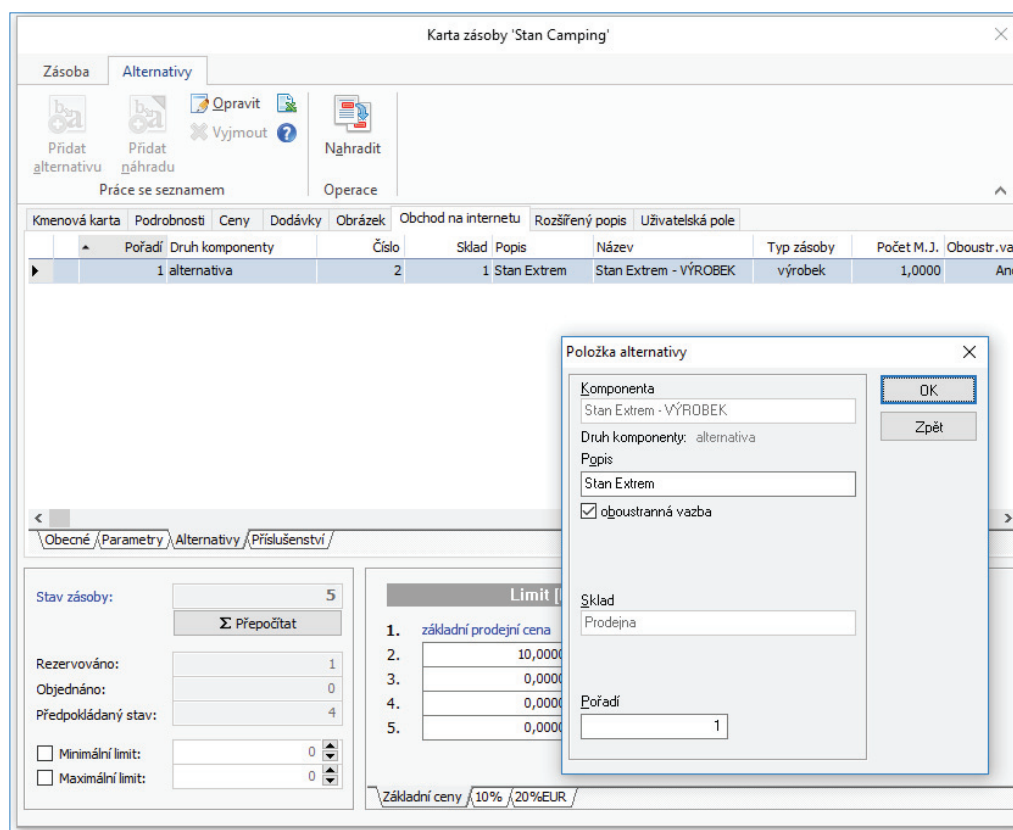 Karta zásoby 'Stan Camping'
Zásoba Alternativy
Opravit
Vyjmout
Přidat alternativu
Přidat náhradu
Nahradit
Práce se seznamem Operace
Kmenová karta Podrobnosti Ceny Dodávky Obrázek Obchod na internetu Rozšířený popis Uživatelská pole
Pořadí Druh komponenty Číslo Sklad Popis Název Typ zásoby Počet M.J. Oboustr.va
1 alternativa 2 1 Stan Extrem Stan Extrem - VÝROBEK výrobek 1,0000 Ano
Položka alternativy
Komponenta
Stan Extrem - VÝROBEK
Druh komponenty: alternativa
Popis
Stan Extrem
oboustranná vazba
Sklad
Prodejna
Pořadí
1
OK
Zpět
Obecné Parametry Alternativy Příslušenství
Stav zásoby: 5
Σ Přepočítat
Rezervováno: 1
Objednáno: 0
Předpokládaný stav: 4
Minimální limit: 0
Maximální limit: 0
Limit [
1. základní prodejní cena
2. 10,0000
3. 0,0000
4. 0,0000
5. 0,0000
Základní ceny 10% 20%EUR